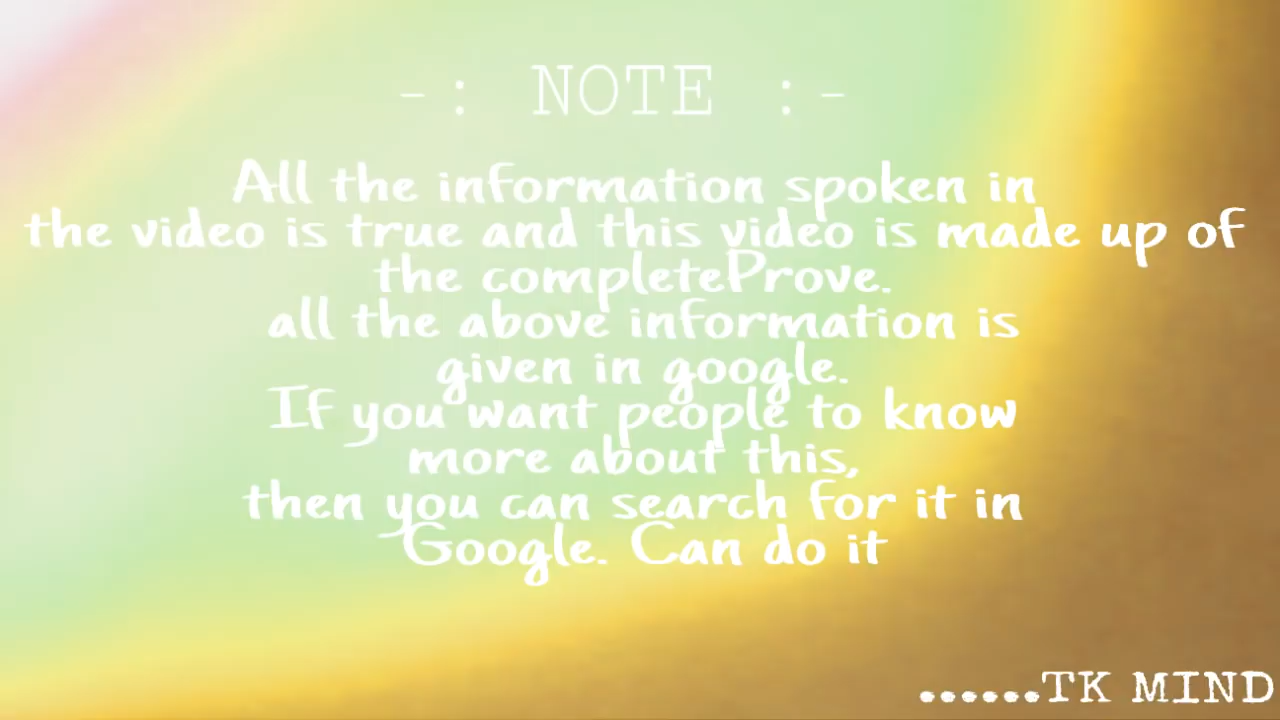 -: NOTE :-
All the information spoken in
the video is true and this video is made up of
the completeProve.
all the above information is
given in google.
If you want people to know
more about this,
then you can search for it in
Google. Can do it
......TK MIND